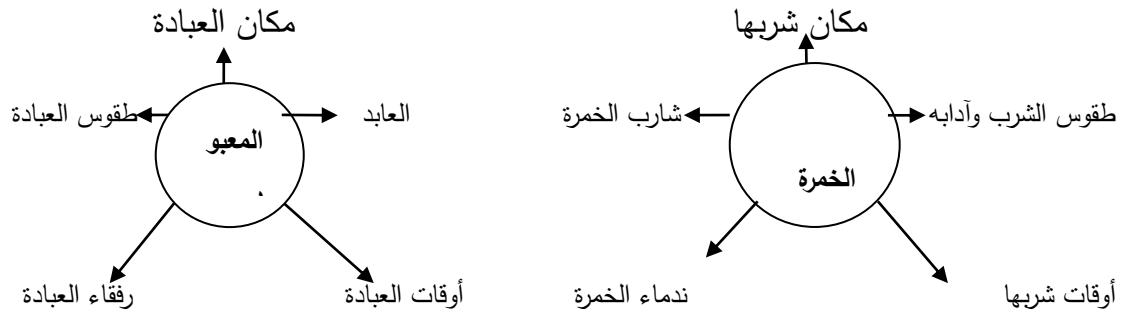 مكان شربها
مكان العبادة
طقوس الشرب وآدابه
شارب الخمرة
العابد
طقوس العبادة
الخمرة
المعبو
أوقات شربها
ندماء الخمرة
أوقات العبادة
رفقاء العبادة